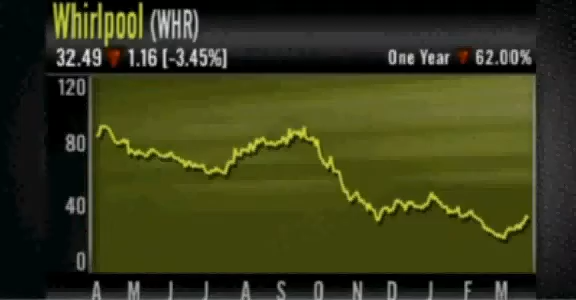 Whirlpool (WHR)
32.49 ▼ 1.16 [-3.45%] One Year ▼ 62.00%
120
80
40
0
A M J J A S O N D J F M